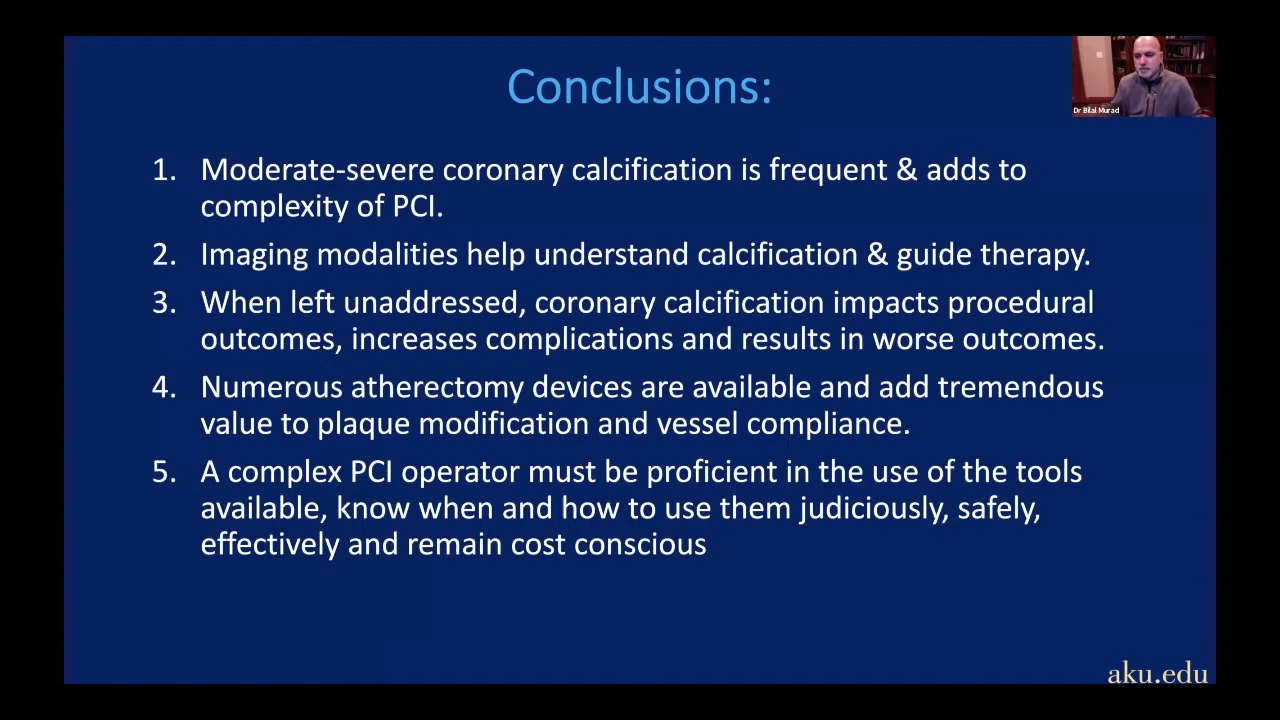 Conclusions:
Dr Bilal Murad
1. Moderate-severe coronary calcification is frequent & adds to
complexity of PCI.
2. Imaging modalities help understand calcification & guide therapy.
3. When left unaddressed, coronary calcification impacts procedural
outcomes, increases complications and results in worse outcomes.
4. Numerous atherectomy devices are available and add tremendous
value to plaque modification and vessel compliance.
5. A complex PCI operator must be proficient in the use of the tools
available, know when and how to use them judiciously, safely,
effectively and remain cost conscious
aku.edu